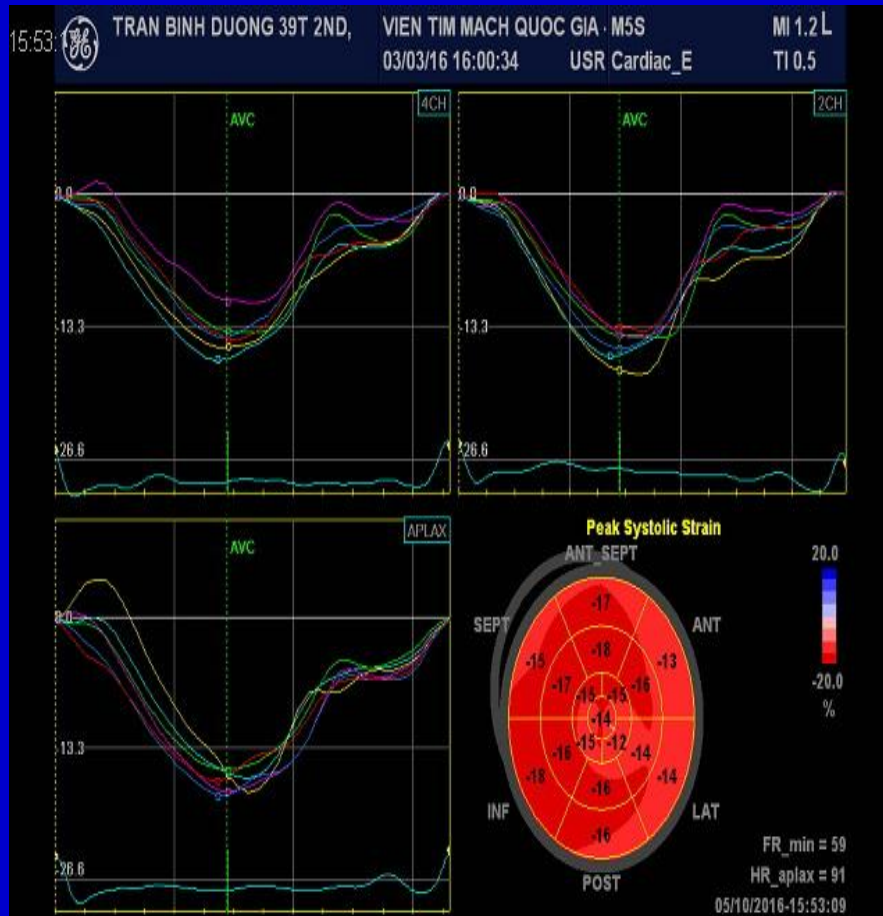 TRAN BINH DUONG 39T 2ND, VIEN TIM MACH QUOC GIA - M5S MI 1.2 L
15:53:1
03/03/16 16:00:34 USR Cardiac_E TI 0.5
4CH
AVC
0.0
-13.3
-26.6
2CH
AVC
0.0
-13.3
-26.6
APLAX
AVC
0.0
-13.3
-26.6
Peak Systolic Strain
ANT_SEPT
20.0
SEPT ANT
-17
-18
-15 -13
-17 -15 -15 -16
-14
-16 -15 -12 -14
-18 -14
-16
-16
-20.0
%
INF LAT
POST
FR_min = 59
HR_aplax = 91
05/10/2016-15:53:09